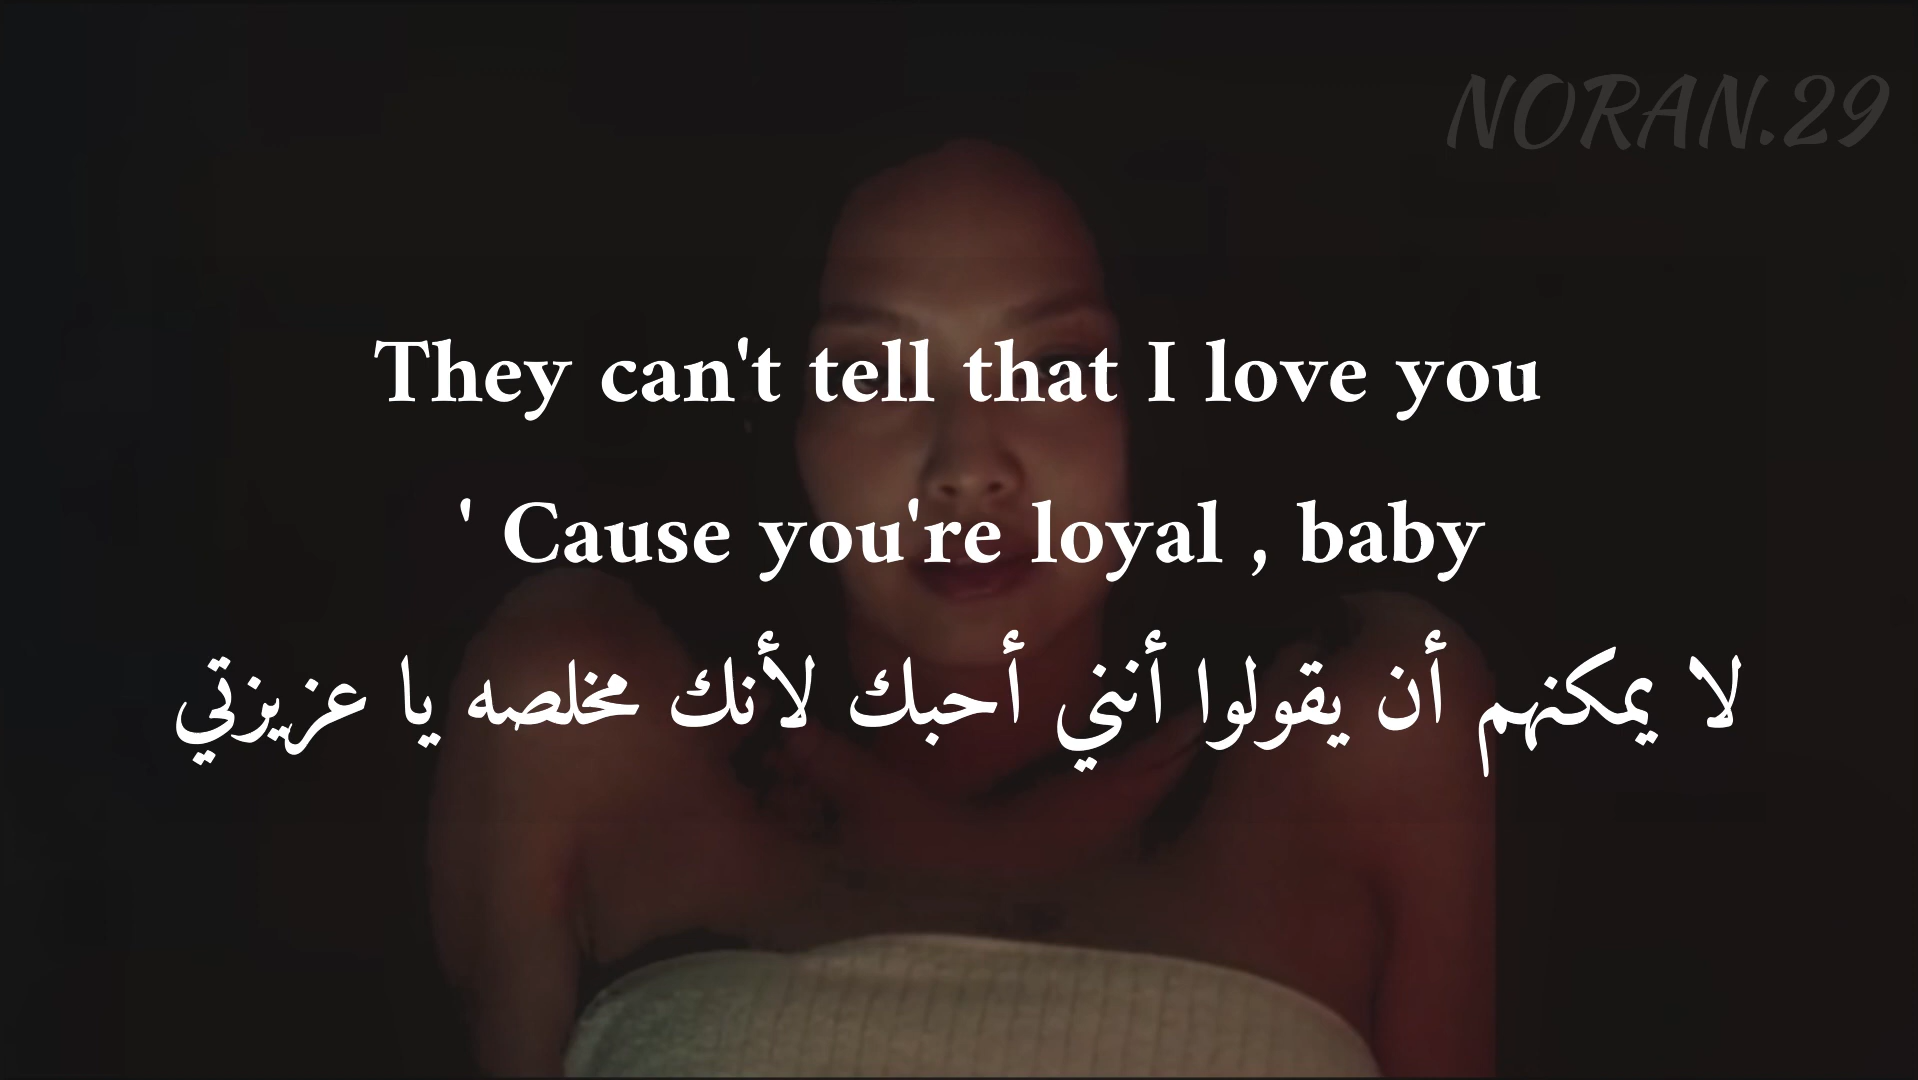 NORAN.29
They can't tell that I love you
' Cause you're loyal , baby
لا يمكنهم أن يقولوا أنني أحبك لأنك مخلصه يا عزيزتي